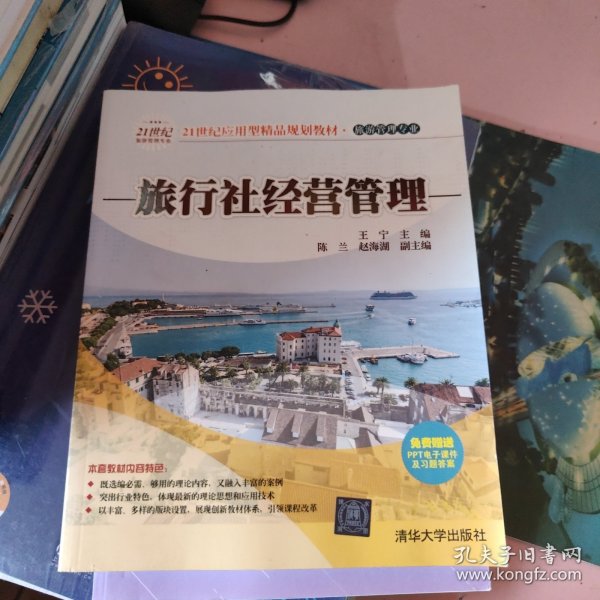 21世纪
21世纪应用型精品规划教材·旅游管理专业
旅行社经营管理
王宁 主编
陈兰 赵海湖 副主编
免费赠送
PPT电子课件
及习题答案
本套教材内容特色:
既选编必需、够用的理论内容,又融入丰富的案例
突出行业特色,体现最新的理论思想和应用技术
以丰富、多样的版块设置,展现创新教材体系,引领课程改革
清华大学出版社
孔夫子旧书网
www.kongfz.com